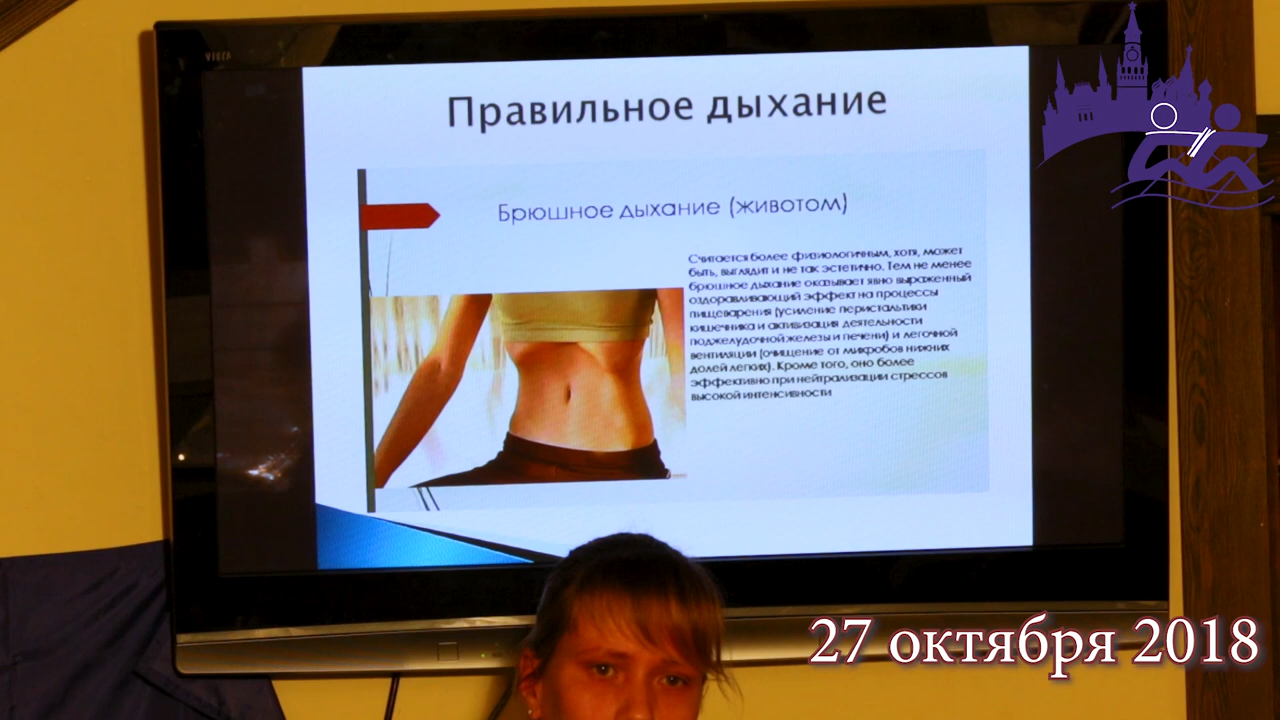 VIERA
Правильное дыхание
Брюшное дыхание (животом)
Считается более физиологичным, хотя, может
быть, выглядит и не так эстетично. Тем не менее
брюшное дыхание оказывает явно выраженный
оздоравливающий эффект на процессы
пищеварения (усиление перистальтики
кишечника и активизация деятельности
поджелудочной железы и печени) и легочной
вентиляции (очищение от микробов нижних
долей легких). Кроме того, оно более
эффективно при нейтрализации стрессов
высокой интенсивности
27 октября 2018